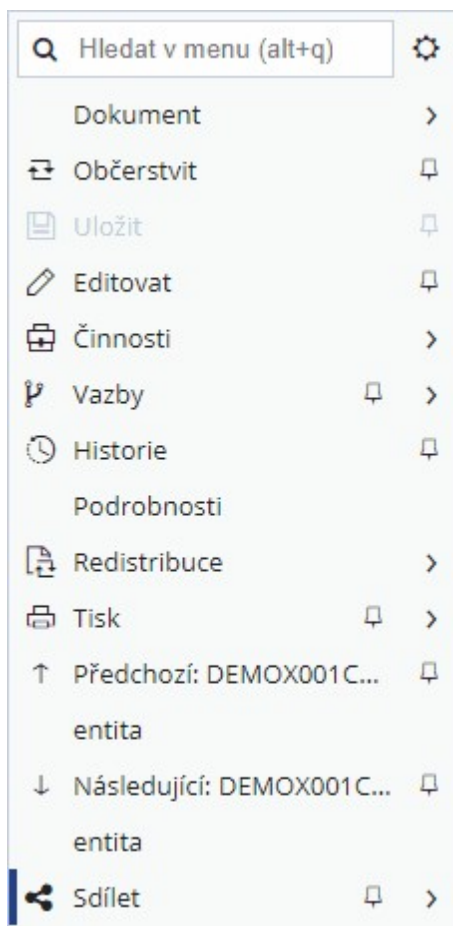 Hledat v menu (alt+q)
Dokument
Občerstvit
Uložit
Editovat
Činnosti
Vazby
Historie
Podrobnosti
Redistribuce
Tisk
Předchozí: DEMOX001C...
entita
Následující: DEMOX001C...
entita
Sdílet